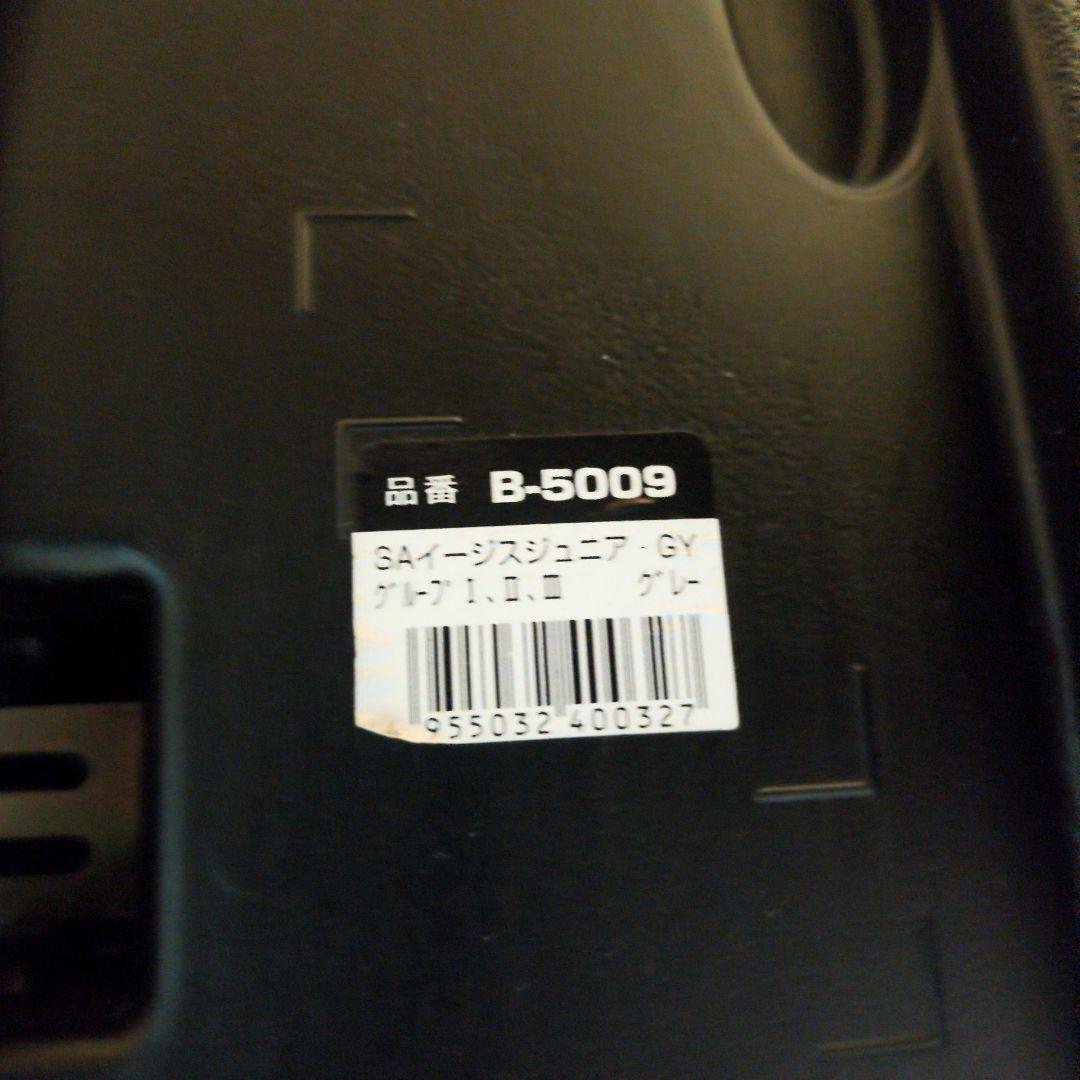 品番 B-5009
SAイージスジュニア - GY
グループ Ⅰ、Ⅱ、Ⅲ グレー
955032 400327